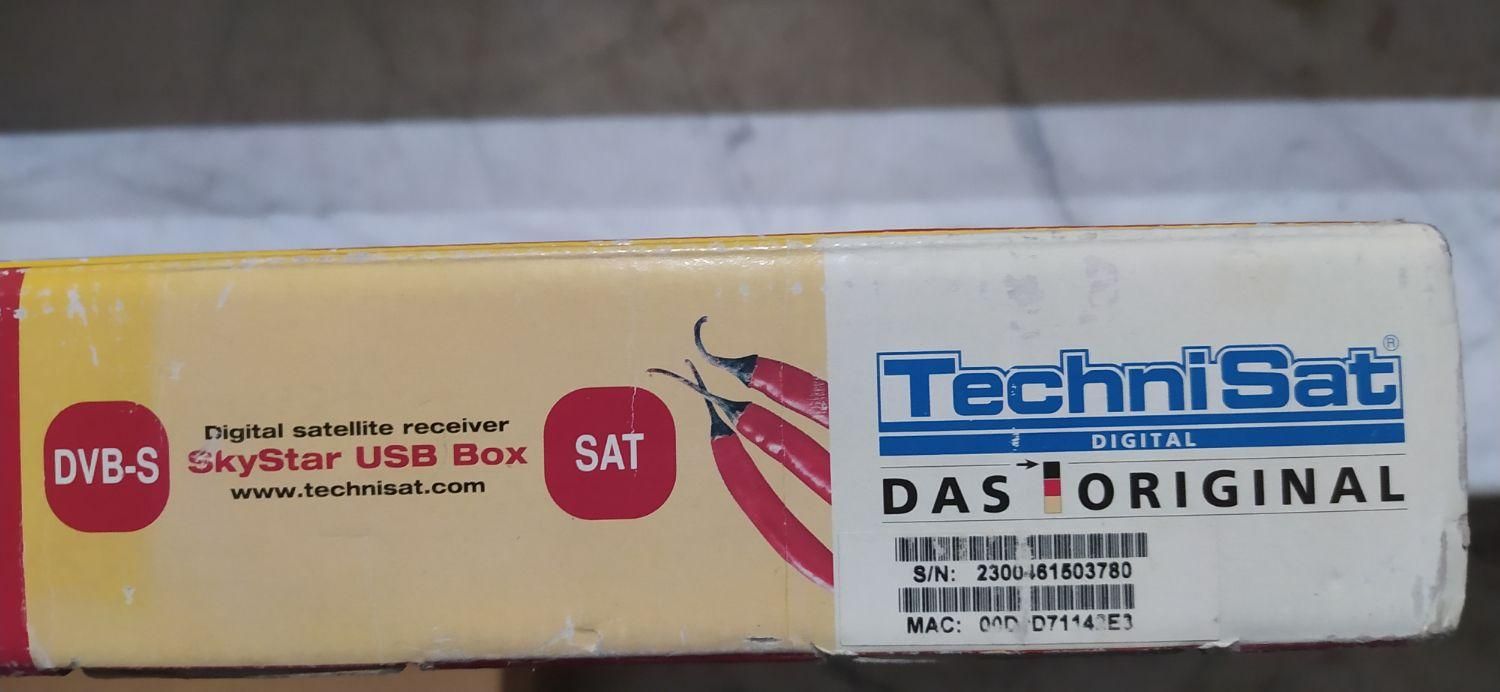 DVB-S
Digital satellite receiver
SkyStar USB Box
www.technisat.com
SAT
TechniSat®
DIGITAL
DAS ORIGINAL
S/N:
MAC: